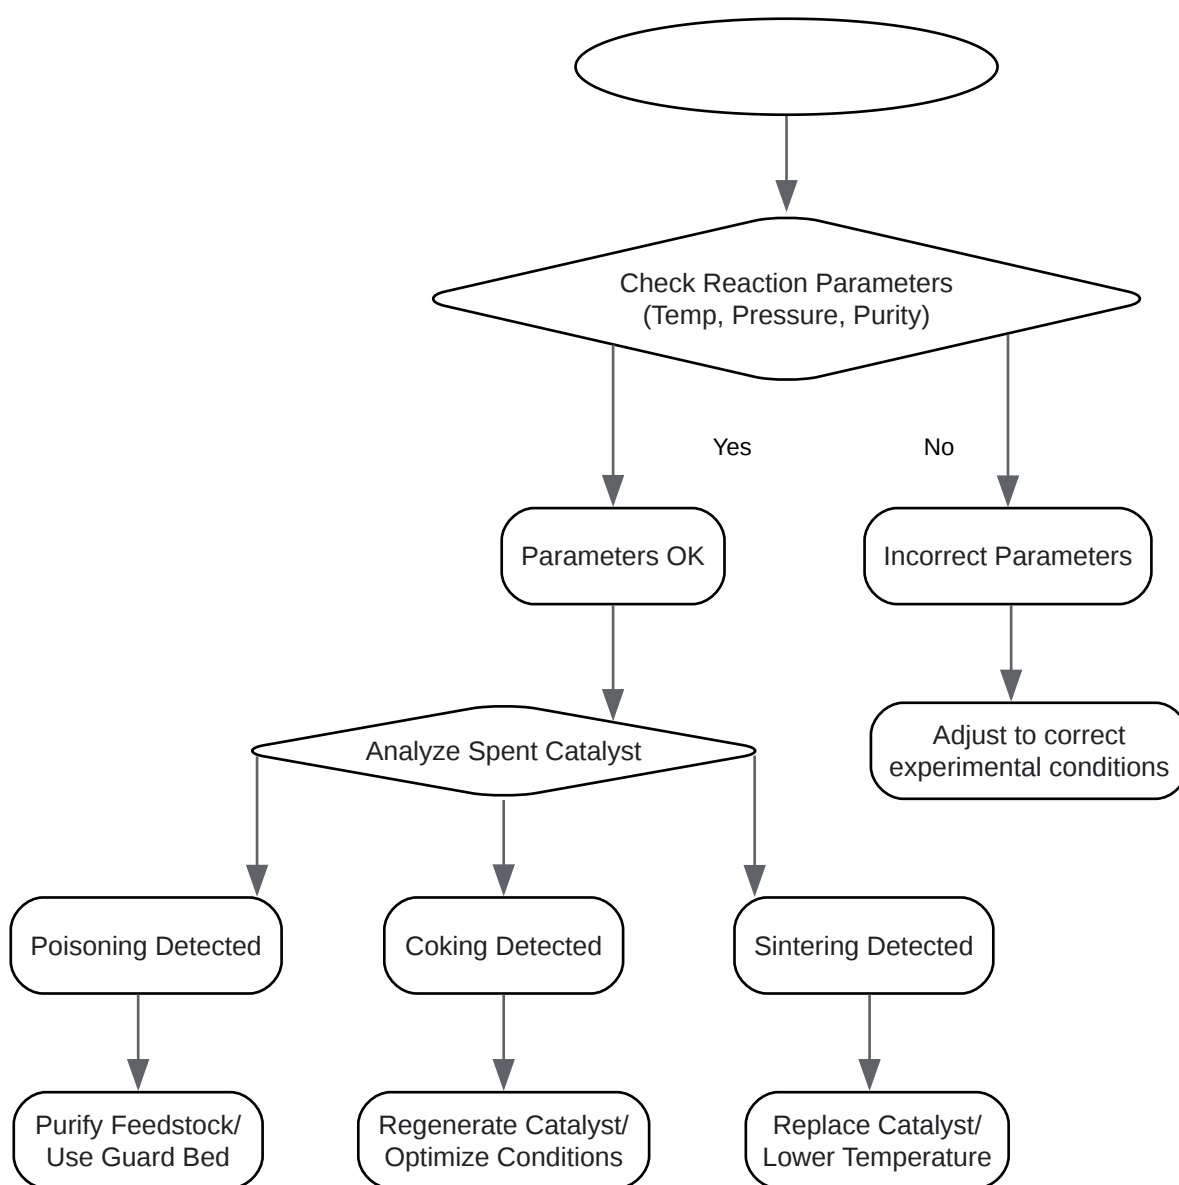 Check Reaction Parameters
(Temp, Pressure, Purity)
Yes
No
Parameters OK
Incorrect Parameters
Analyze Spent Catalyst
Adjust to correct
experimental conditions
Poisoning Detected
Coking Detected
Sintering Detected
Purify Feedstock/
Use Guard Bed
Regenerate Catalyst/
Optimize Conditions
Replace Catalyst/
Lower Temperature